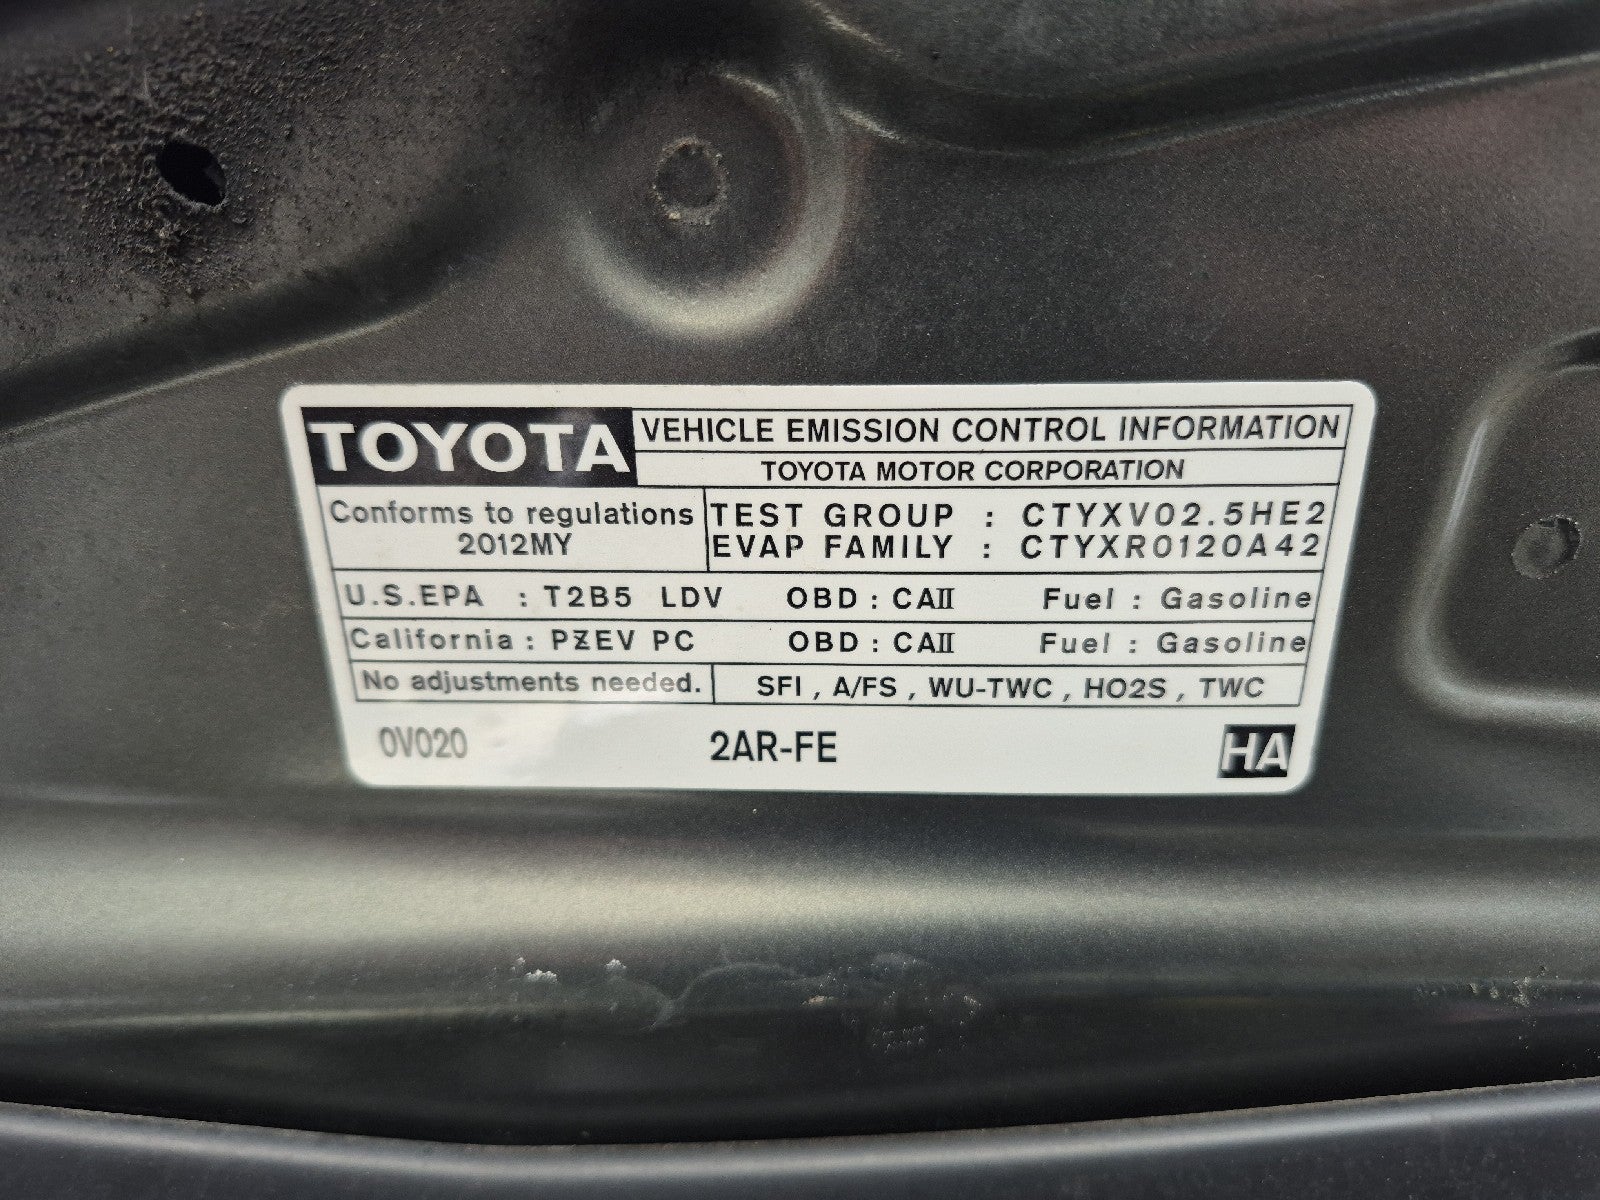 TOYOTA VEHICLE EMISSION CONTROL INFORMATION
TOYOTA MOTOR CORPORATION
Conforms to regulations
2012MY
TEST GROUP : CTYXV02.5HE2
EVAP FAMILY : CTYXR0120A42
U.S.EPA : T2B5 LDV OBD : CAII Fuel : Gasoline
California : PZEV PC OBD : CAII Fuel : Gasoline
No adjustments needed. SFI , A/FS , WU-TWC , HO2S , TWC
0V020 2AR-FE HA